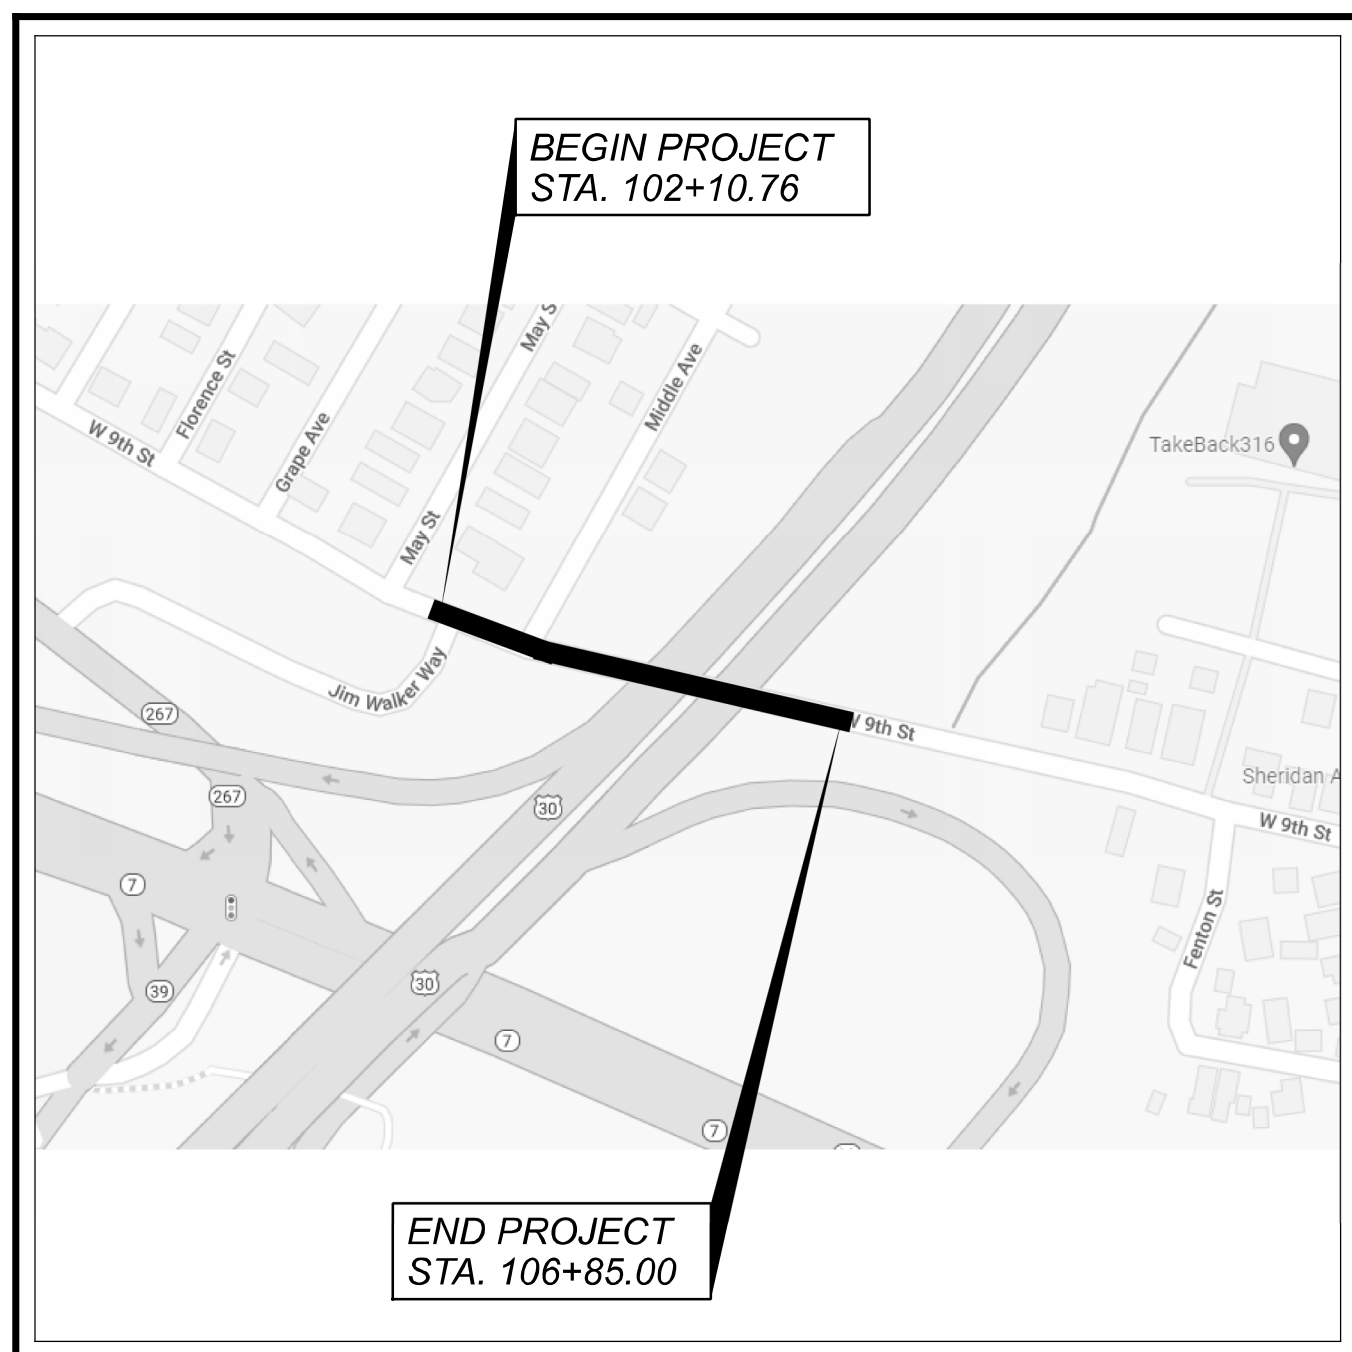 BEGIN PROJECT
STA. 102+10.76
May S
Florence St
Middle Ave
W 9th St
Grape Ave
TakeBack316
May St
Jim Walker Way
267
9th St
267
30
Sheridan A
W 9th St
7
Fenton St
30
39
7
7
END PROJECT
STA. 106+85.00